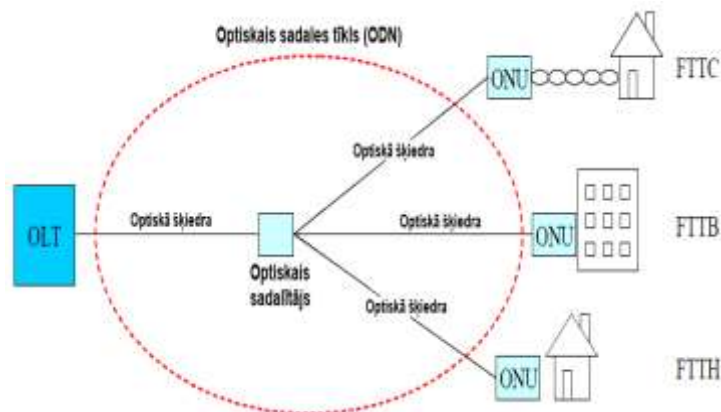 Optiskais sadales tīkls (ODN)
ONU
FTTC
Optiskā šķiedra
OLT
Optiskā šķiedra
Optiskā šķiedra
ONU
FTTB
Optiskais
sadalītājs
Optiskā šķiedra
ONU
FTTH